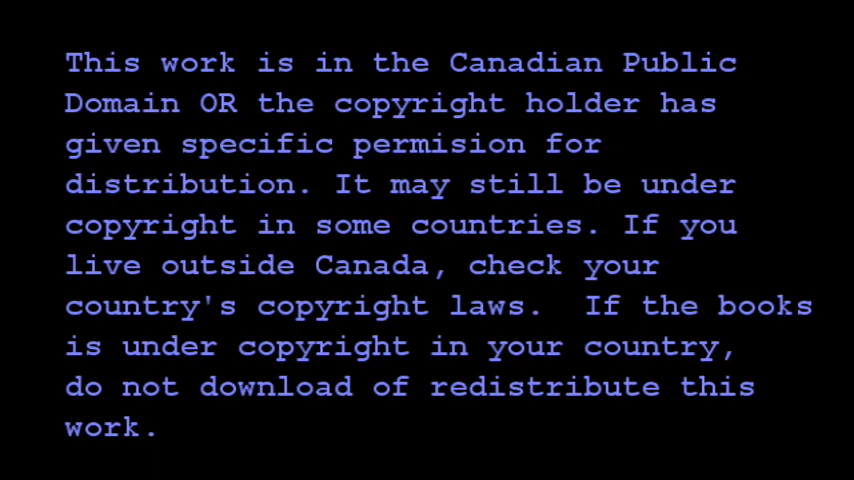 This work is in the Canadian Public
Domain OR the copyright holder has
given specific permision for
distribution. It may still be under
copyright in some countries. If you
live outside Canada, check your
country's copyright laws.  If the books
is under copyright in your country,
do not download of redistribute this
work.